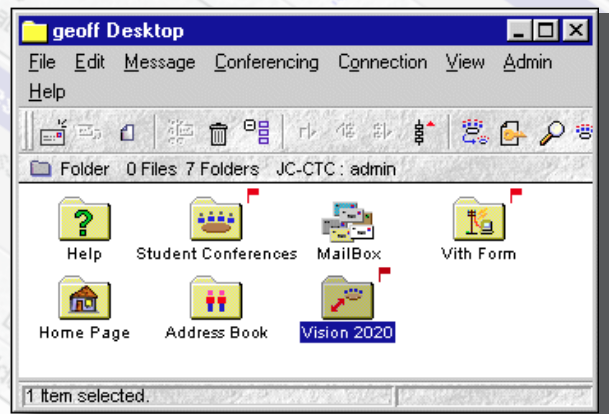 geoff Desktop
File Edit Message Conferencing Connection View Admin
Help
Folder 0 Files 7 Folders JC-CTC : admin
Help Student Conferences MailBox Vith Form
Home Page Address Book Vision 2020
1 Item selected.